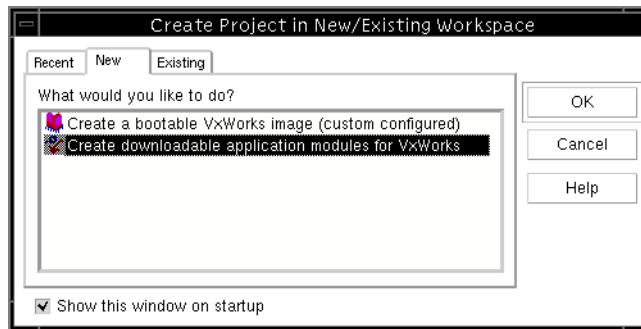 Create Project in New/Existing Workspace
Recent New Existing
What would you like to do?
Create a bootable VxWorks image (custom configured)
Create downloadable application modules for VxWorks
OK
Cancel
Help
Show this window on startup